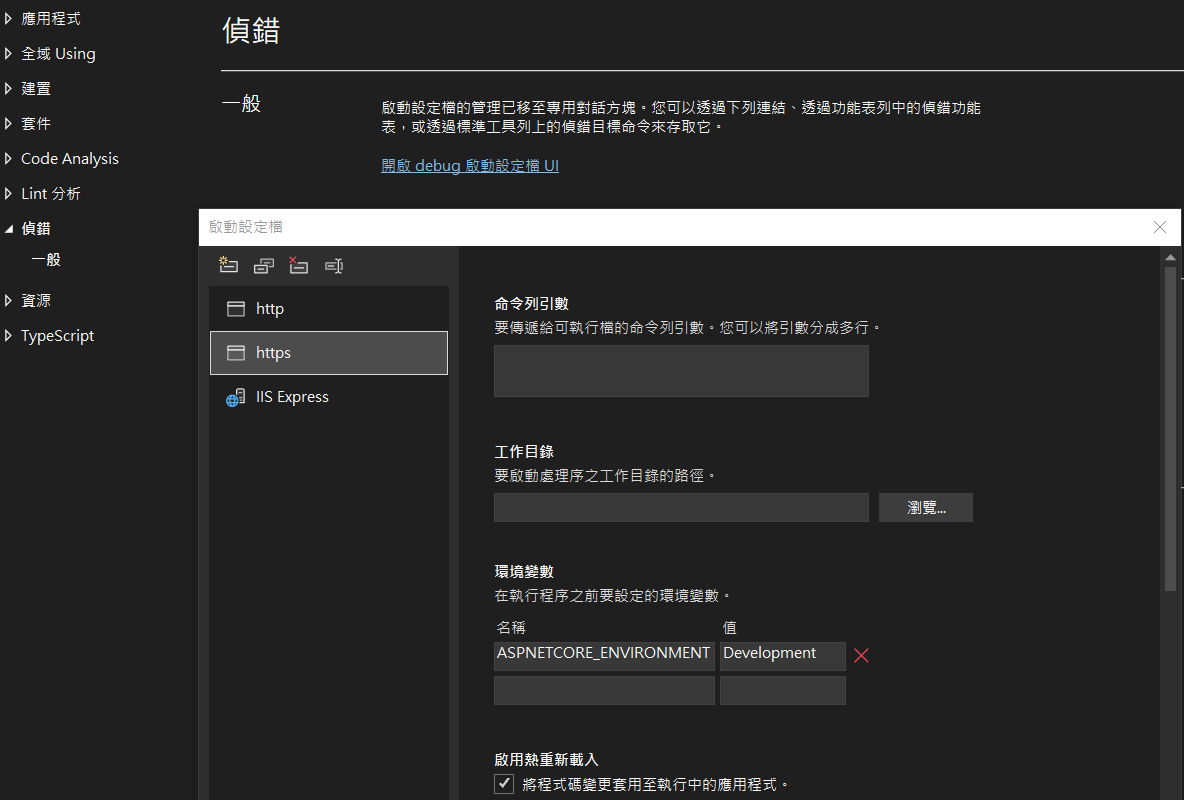 應用程式
全域 Using
建置
套件
Code Analysis
Lint 分析
偵錯
一般
資源
TypeScript
偵錯
一般
啟動設定檔的管理已移至專用對話方塊。您可以透過下列連結、透過功能表列中的偵錯功能
表，或透過標準工具列上的偵錯目標命令來存取它。
開啟 debug 啟動設定檔 UI
啟動設定檔
http
https
IIS Express
命令列引數
要傳遞給可執行檔的命令列引數。您可以將引數分成多行。
工作目錄
要啟動處理序之工作目錄的路徑。
瀏覽...
環境變數
在執行程序之前要設定的環境變數。
名稱 值
ASPNETCORE_ENVIRONMENT Development
啟用熱重新載入
將程式碼變更套用至執行中的應用程式。